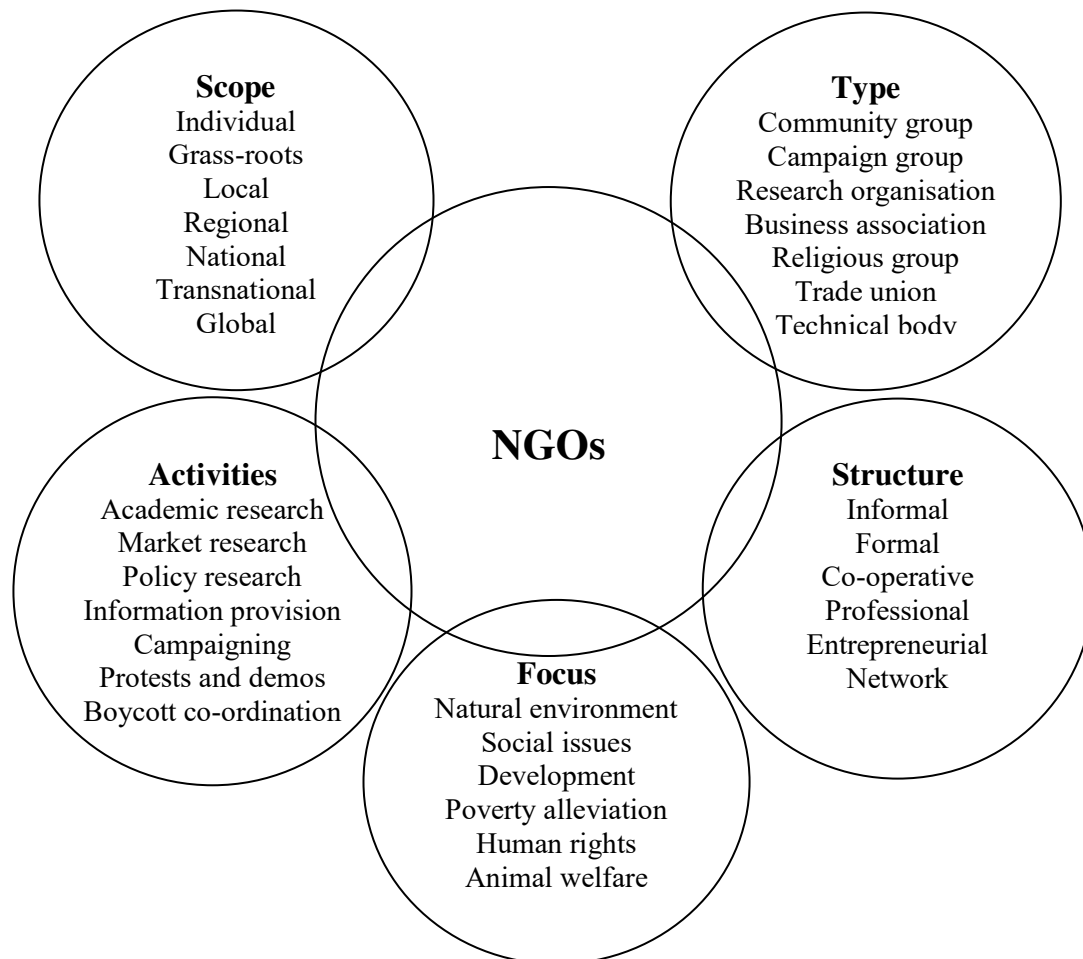 Scope
Individual
Grass-roots
Local
Regional
National
Transnational
Global
Type
Community group
Campaign group
Research organisation
Business association
Religious group
Trade union
Technical body
NGOs
Activities
Academic research
Market research
Policy research
Information provision
Campaigning
Protests and demos
Boycott co-ordination
Structure
Informal
Formal
Co-operative
Professional
Entrepreneurial
Network
Focus
Natural environment
Social issues
Development
Poverty alleviation
Human rights
Animal welfare